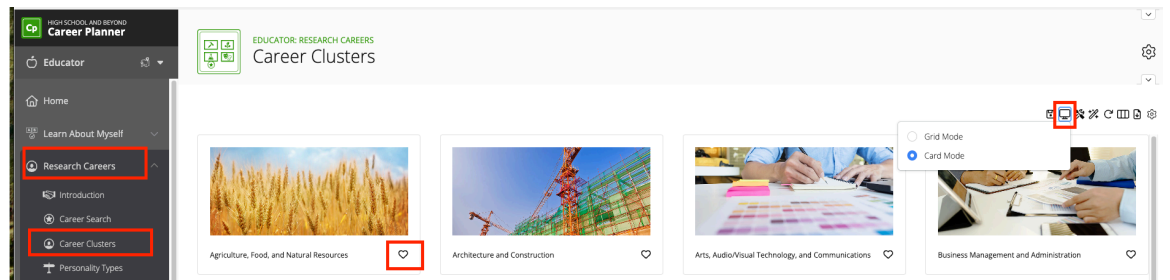 Cp
HIGH SCHOOL AND BEYOND
Career Planner
Educator
Home
Learn About Myself
Research Careers
Introduction
Career Search
Career Clusters
Personality Types
EDUCATOR: RESEARCH CAREERS
Career Clusters
Grid Mode
Card Mode
Agriculture, Food, and Natural Resources
Architecture and Construction
Arts, Audio/Visual Technology, and Communications
Business Management and Administration